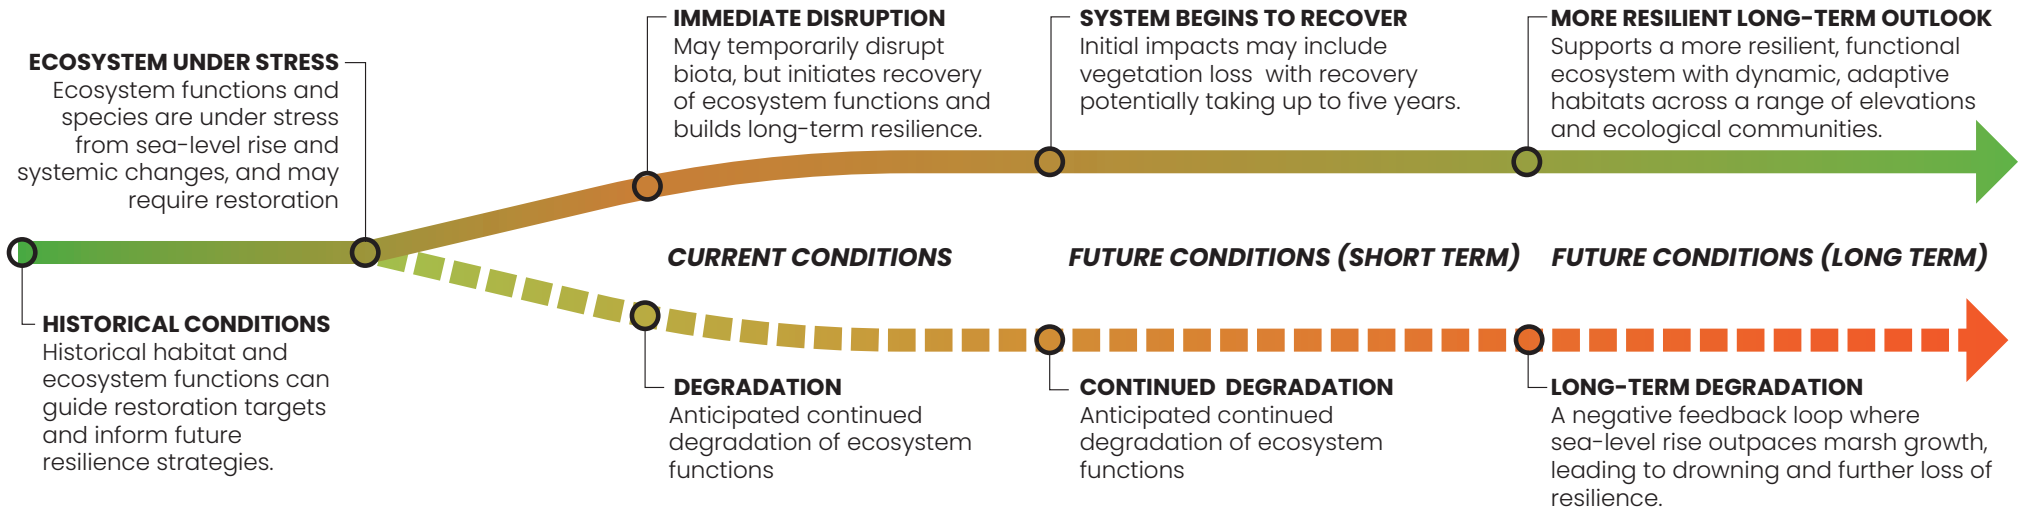 ECOSYSTEM UNDER STRESS
Ecosystem functions and
species are under stress
from sea-level rise and
systemic changes, and may
require restoration
HISTORICAL CONDITIONS
Historical habitat and
ecosystem functions can
guide restoration targets
and inform future
resilience strategies.
IMMEDIATE DISRUPTION
May temporarily disrupt
biota, but initiates recovery
of ecosystem functions and
builds long-term resilience.
SYSTEM BEGINS TO RECOVER
Initial impacts may include
vegetation loss with recovery
potentially taking up to five years.
MORE RESILIENT LONG-TERM OUTLOOK
Supports a more resilient, functional
ecosystem with dynamic, adaptive
habitats across a range of elevations
and ecological communities.
CURRENT CONDITIONS
FUTURE CONDITIONS (SHORT TERM)
FUTURE CONDITIONS (LONG TERM)
DEGRADATION
Anticipated continued
degradation of ecosystem
functions
CONTINUED DEGRADATION
Anticipated continued
degradation of ecosystem
functions
LONG-TERM DEGRADATION
A negative feedback loop where
sea-level rise outpaces marsh growth,
leading to drowning and further loss of
resilience.